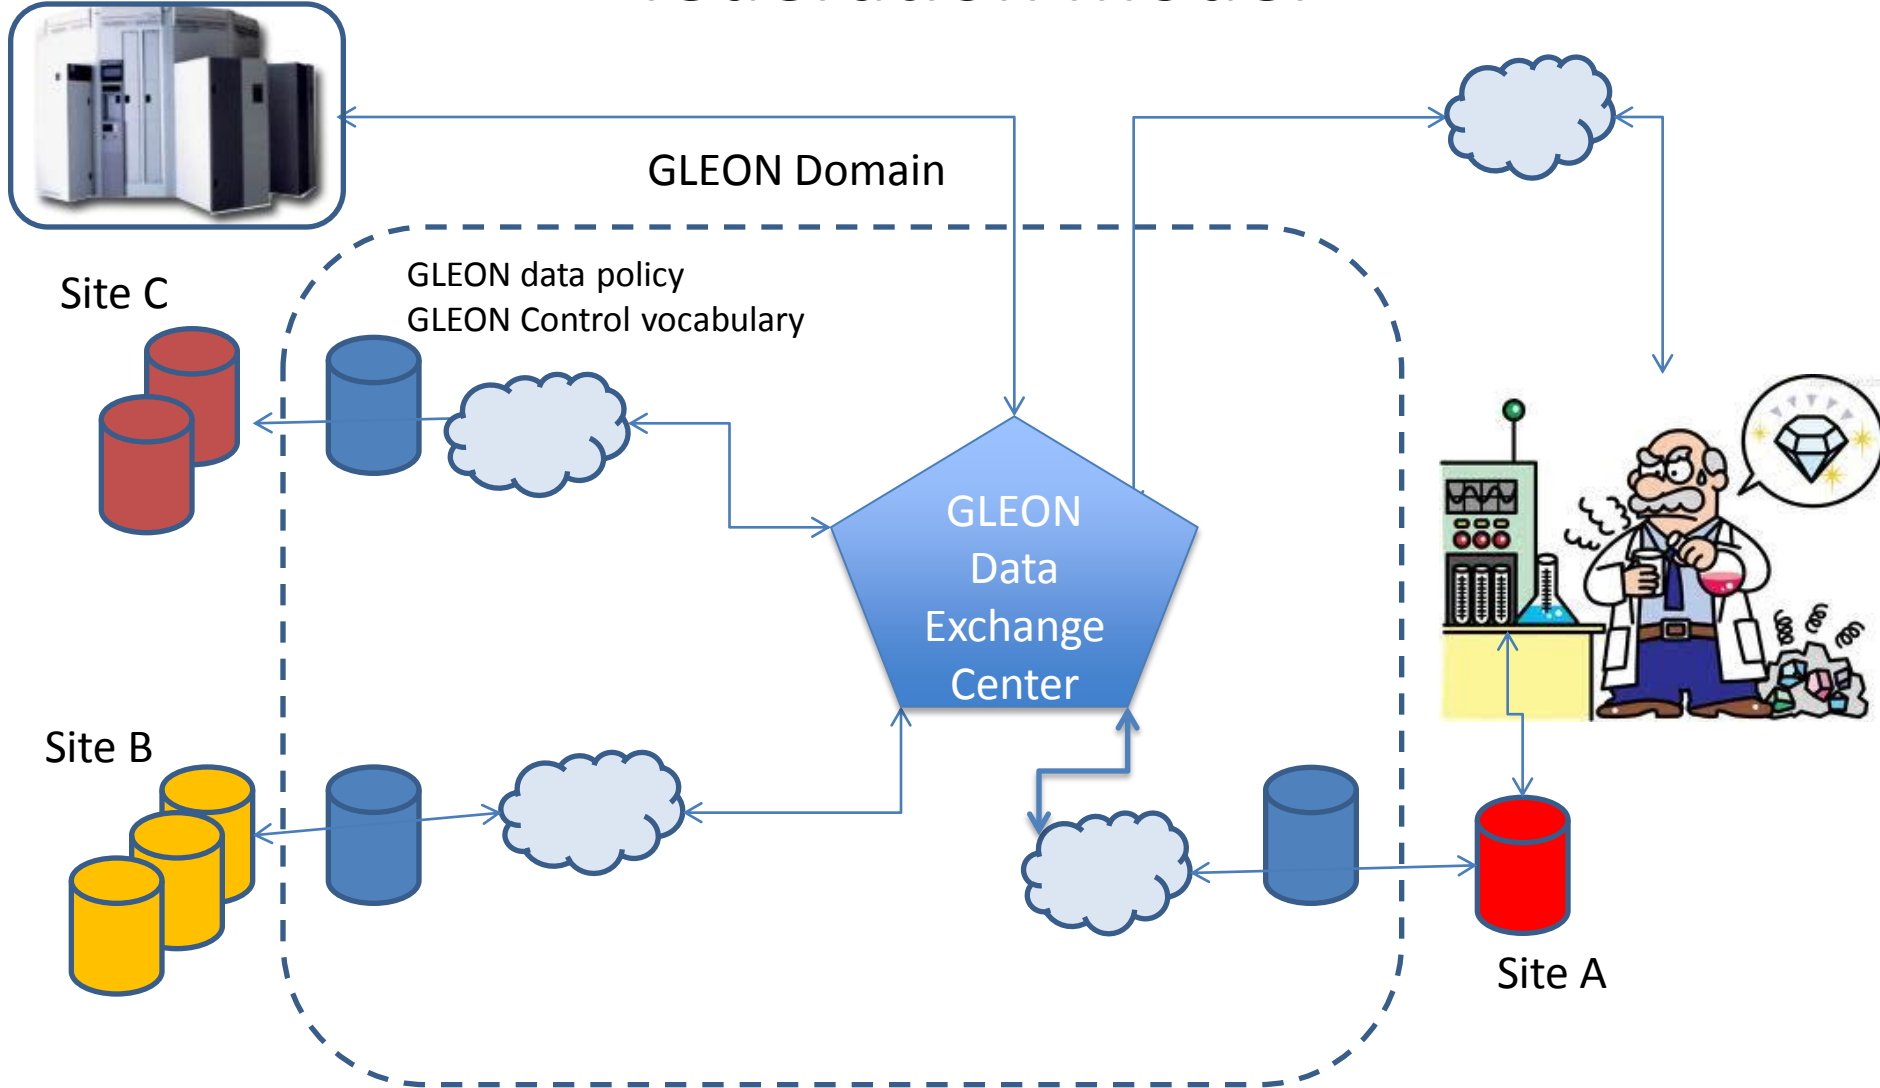 GLEON Domain
GLEON data policy
GLEON Control vocabulary
Site C
GLEON
Data
Exchange
Center
Site B
Site A